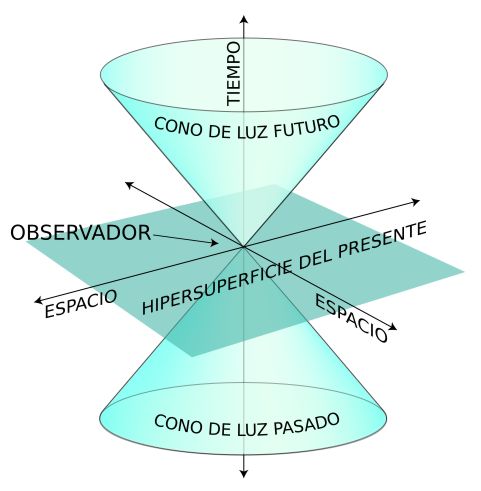 TIEMPO
CONO DE LUZ FUTURO
OBSERVADOR
HIPERSUPERFICIE DEL PRESENTE
ESPACIO
ESPACIO
CONO DE LUZ PASADO